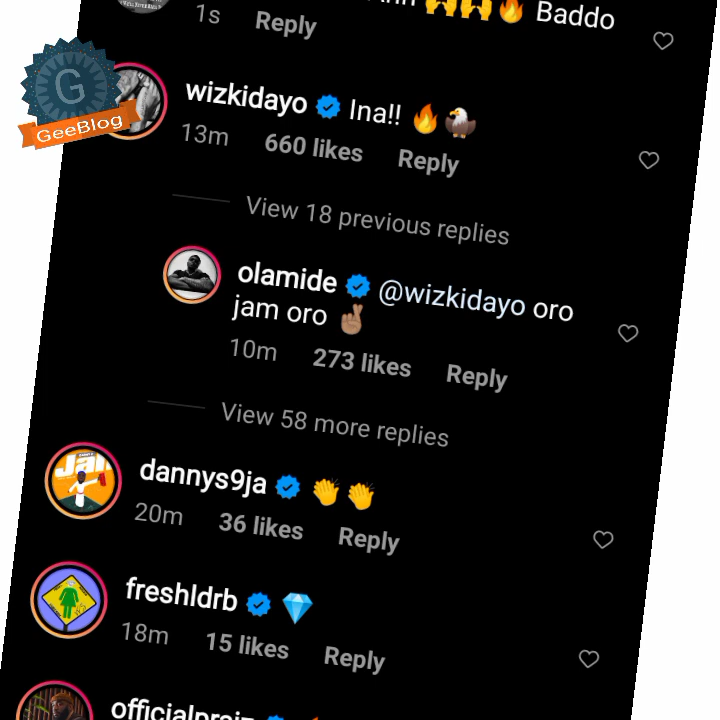 🙌🙌🔥 Baddo
1s Reply
G
GeeBlog
wizkidayo Ina!! 🔥🦅
13m 660 likes Reply
View 18 previous replies
olamide @wizkidayo oro
jam oro 🤞🏽
10m 273 likes Reply
View 58 more replies
dannys9ja 👏👏
20m 36 likes Reply
freshldrb 💎
18m 15 likes Reply